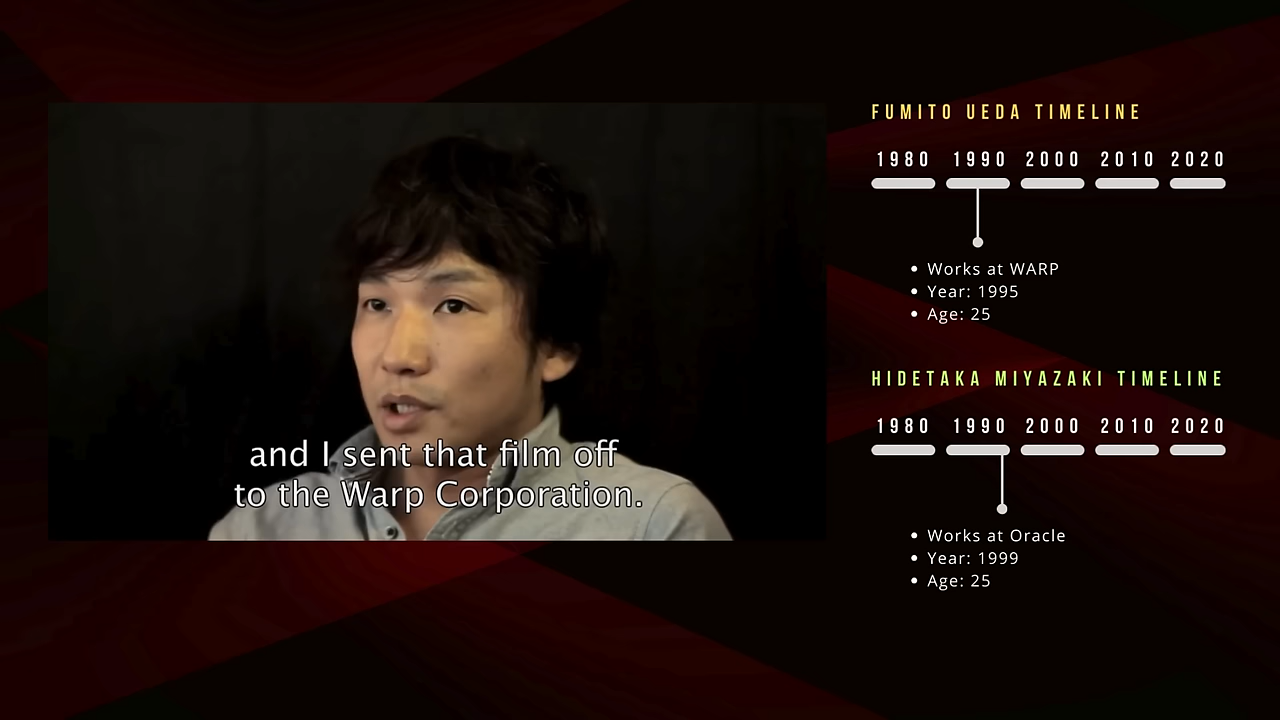 and I sent that film off
to the Warp Corporation.
FUMITO UEDA TIMELINE
1980 1990 2000 2010 2020
• Works at WARP
• Year: 1995
• Age: 25
HIDETAKA MIYAZAKI TIMELINE
1980 1990 2000 2010 2020
• Works at Oracle
• Year: 1999
• Age: 25